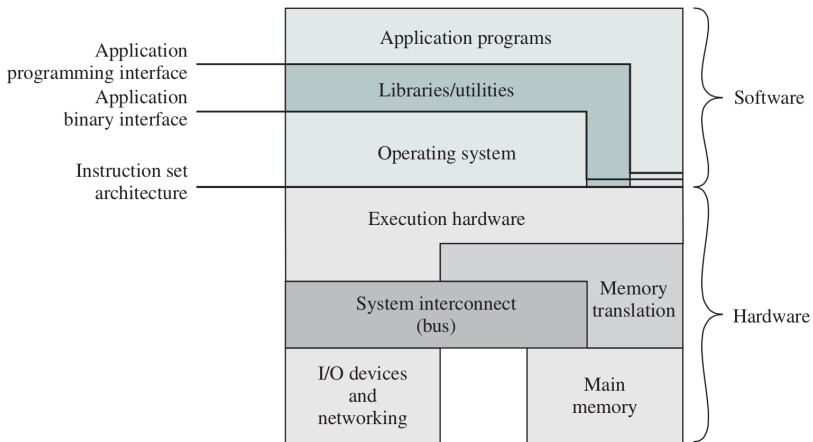 Application
programming interface
Application
binary interface
Instruction set
architecture
Application programs
Libraries/utilities
Operating system
Execution hardware
Memory
translation
System interconnect
(bus)
I/O devices
and
networking
Main
memory
Software
Hardware